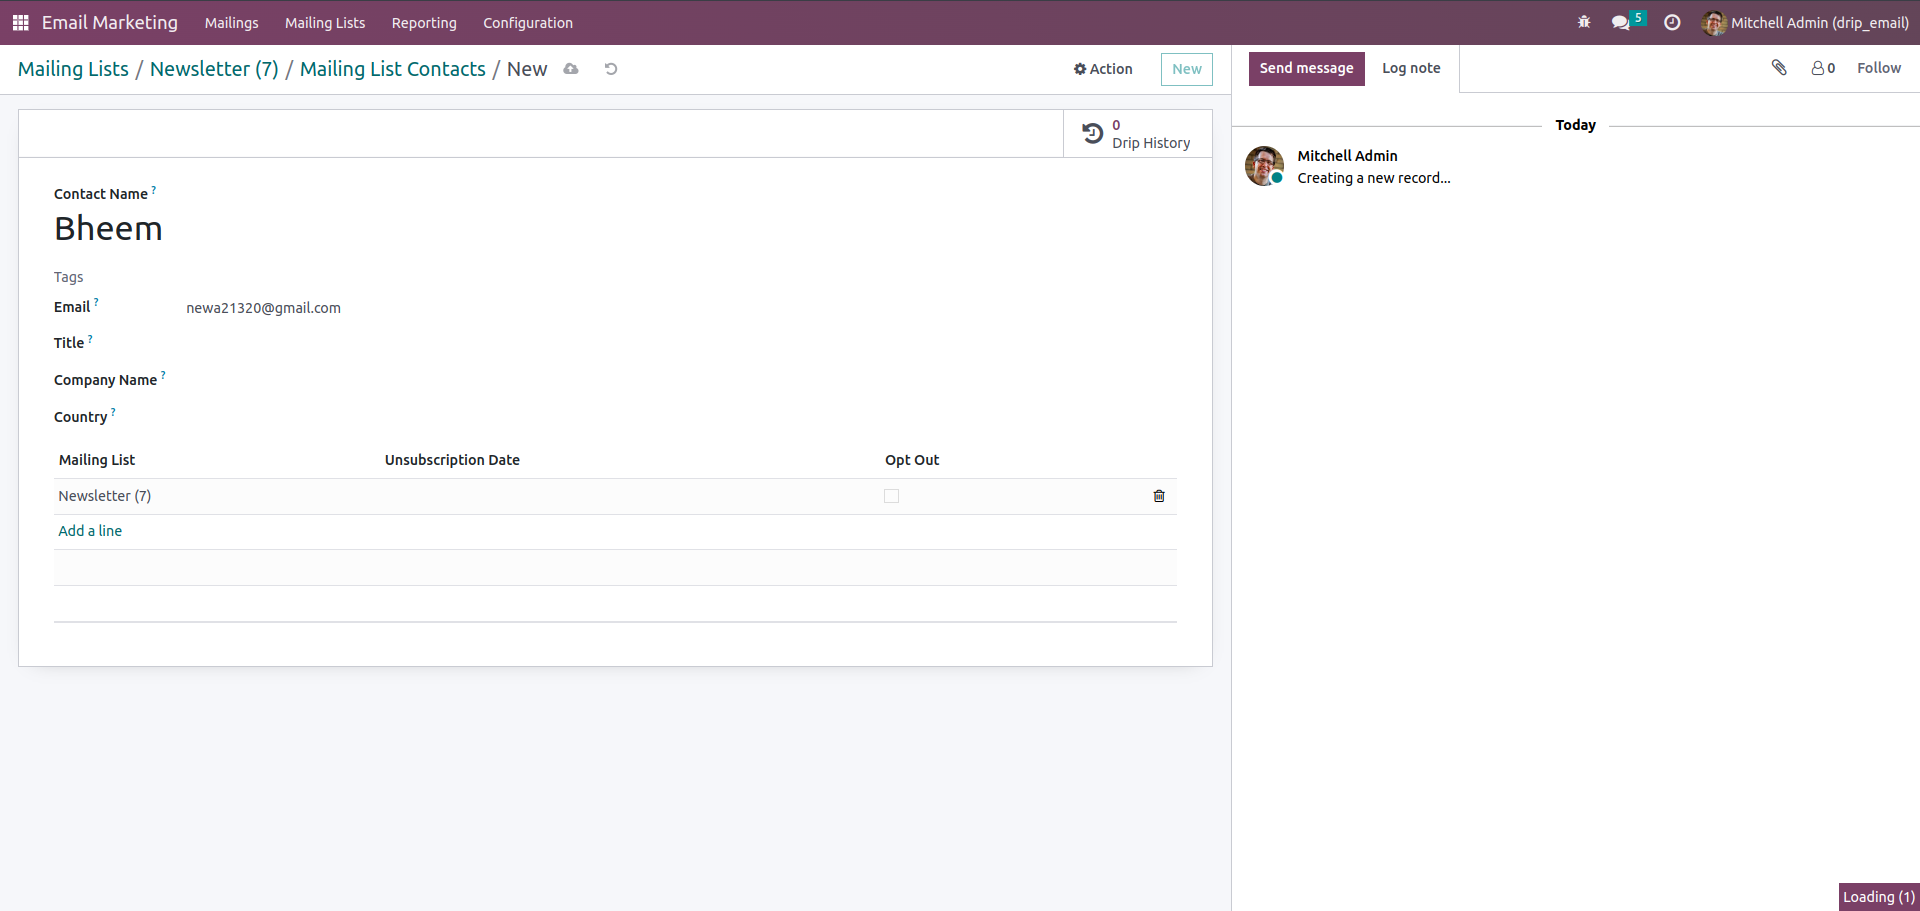 Email Marketing Mailings Mailing Lists Reporting Configuration 5 Mitchell Admin (drip_email)
Mailing Lists / Newsletter (7) / Mailing List Contacts / New Action New
Send message Log note 0 Follow
0
Drip History
Contact Name ?
Bheem
Tags
Email ? newa21320@gmail.com
Title ?
Company Name ?
Country ?
Mailing List Unsubscription Date Opt Out
Newsletter (7)
Add a line
Today
Mitchell Admin
Creating a new record...
Loading (1)